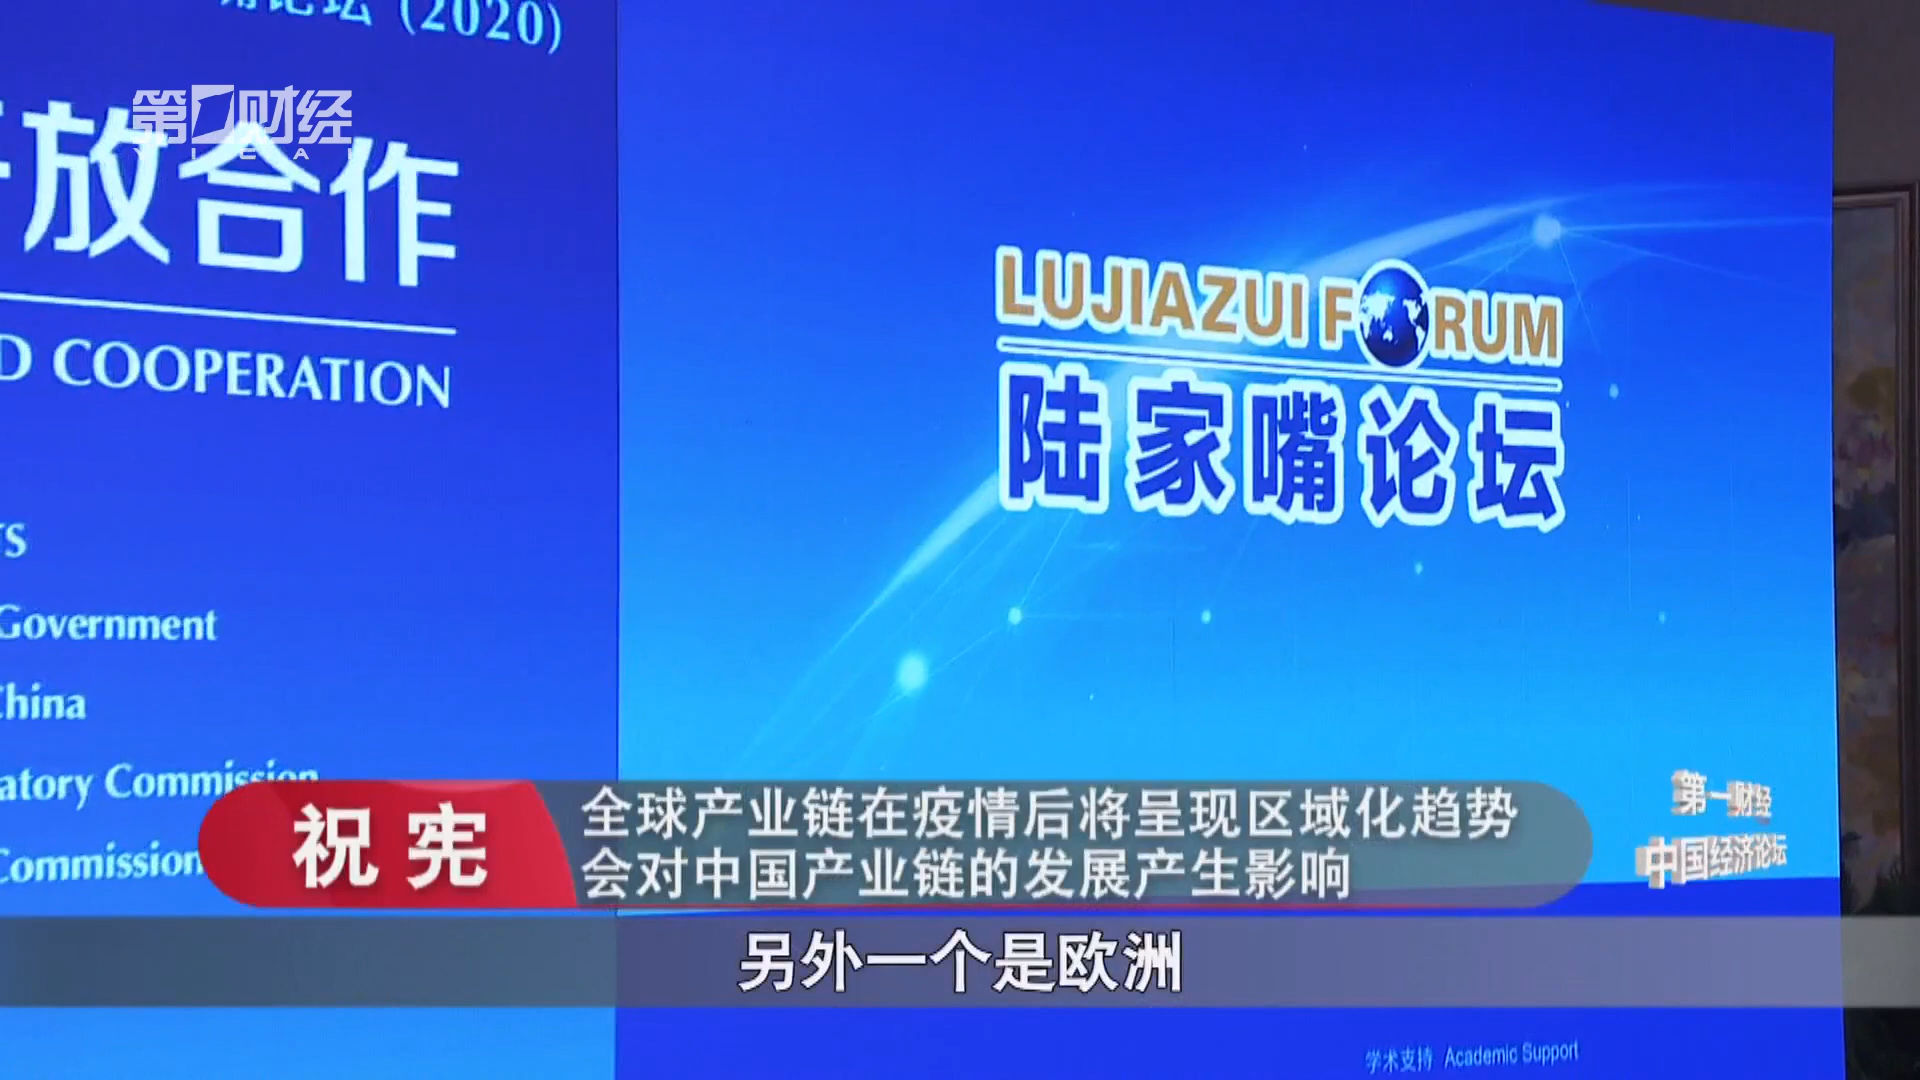 嘴论坛 (2020)
第一财经
YICAI
开放合作
D COOPERATION
LUJIAZUI FORUM
陆家嘴论坛
Government
China
atory Commission
Commission
祝宪
全球产业链在疫情后将呈现区域化趋势
会对中国产业链的发展产生影响
第一财经
中国经济论坛
另外一个是欧洲
学术支持 Academic Support